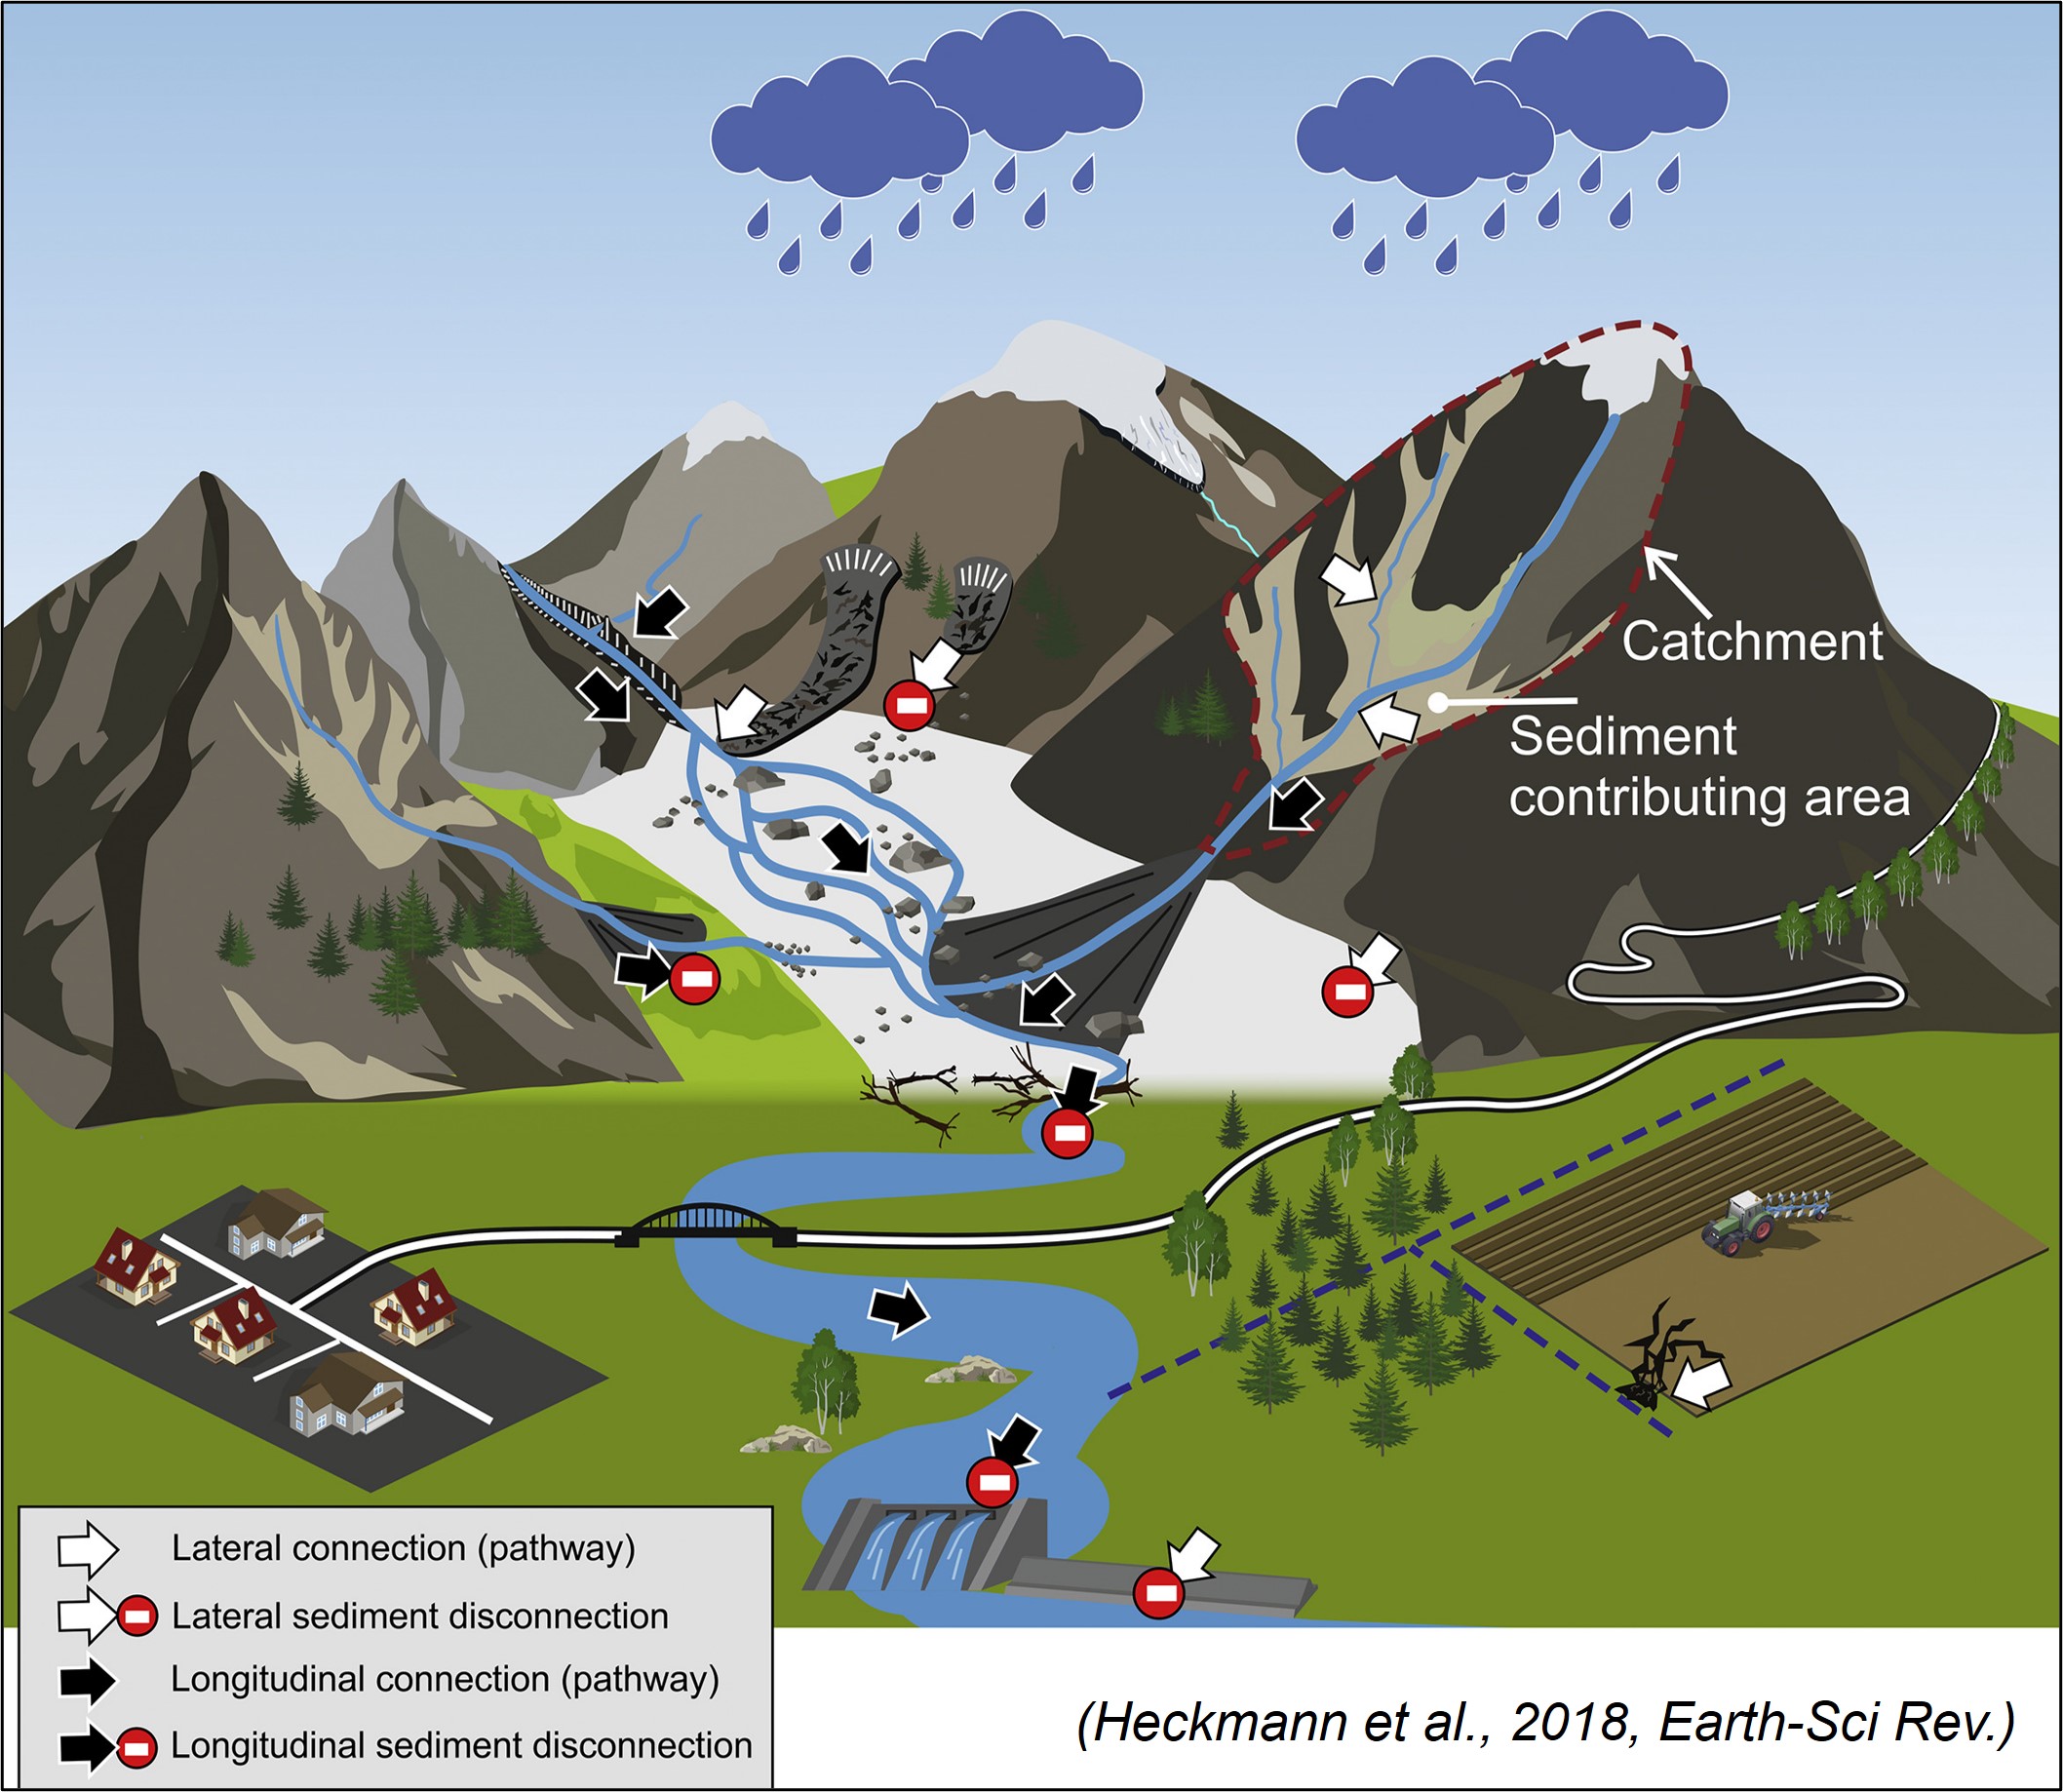 Catchment
Sediment
contributing area
Lateral connection (pathway)
Lateral sediment disconnection
Longitudinal connection (pathway)
Longitudinal sediment disconnection
(Heckmann et al., 2018, Earth-Sci Rev.)